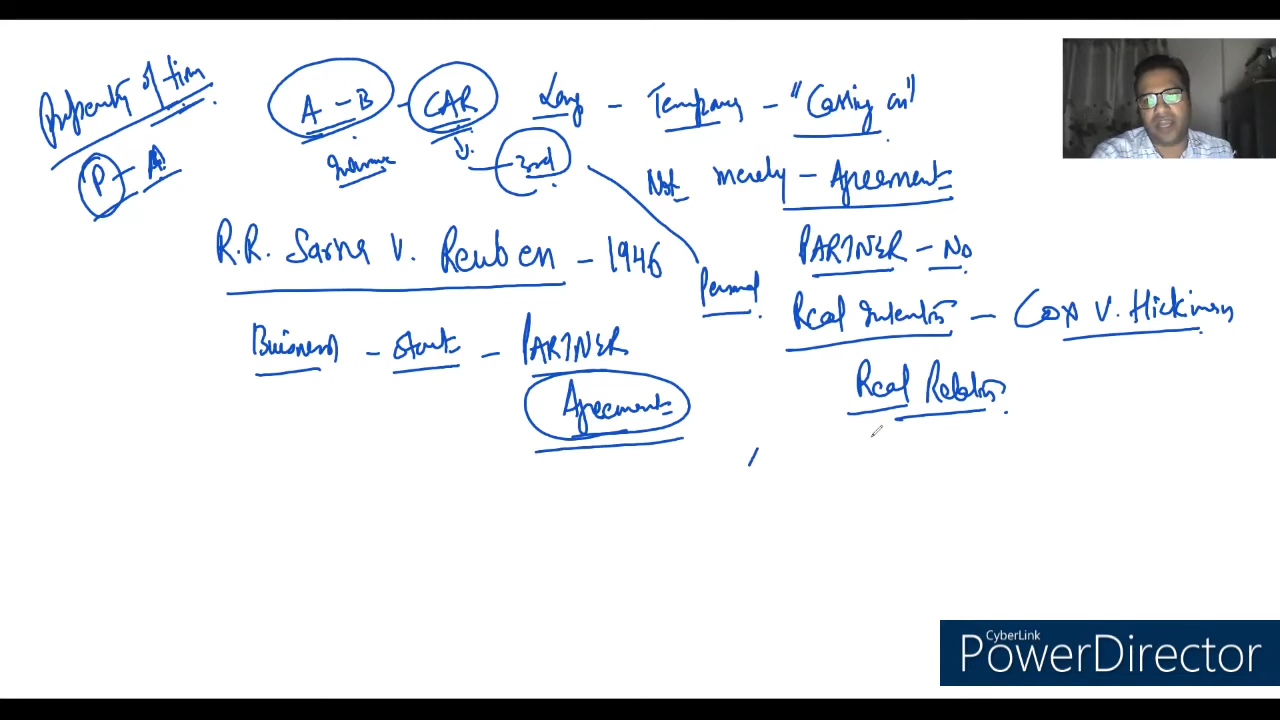 Property of firm
P - A
A - B - CAR
3rd
Long - Temporary - "Carrying on"
Not merely - Agreement
R.R. Sarna v. Reuben - 1946
PARTNER - No
Personal
Real Intention - Cox v. Hickman
Business - start - PARTNER
Agreement
Real Relation
CyberLink
PowerDirector